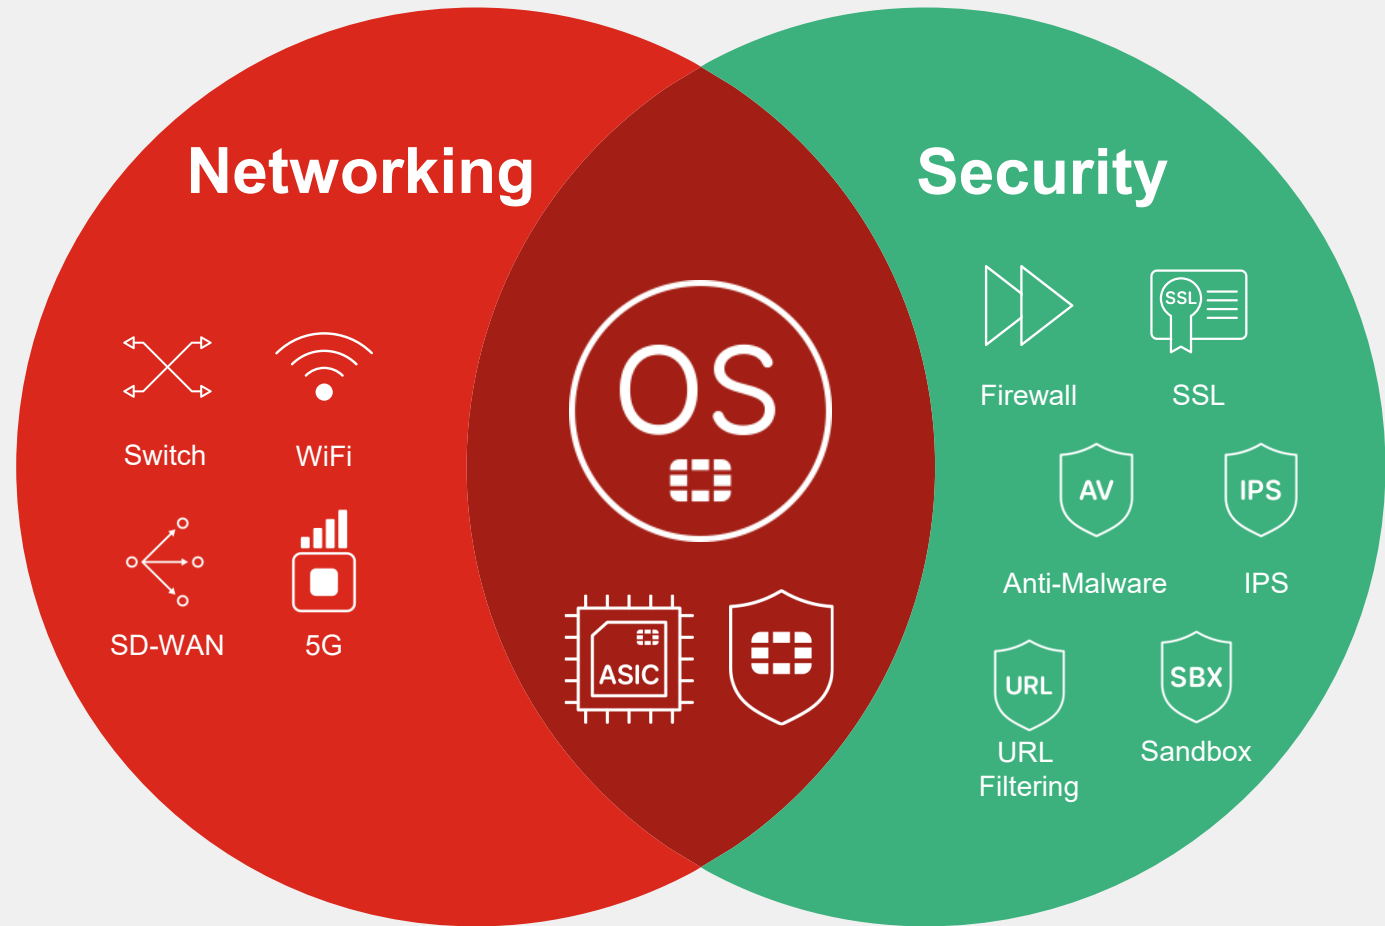 Networking
Security
OS
SSL
Firewall
SSL
Switch
WiFi
AV
IPS
Anti-Malware
IPS
SD-WAN
5G
ASIC
URL
SBX
URL
Filtering
Sandbox